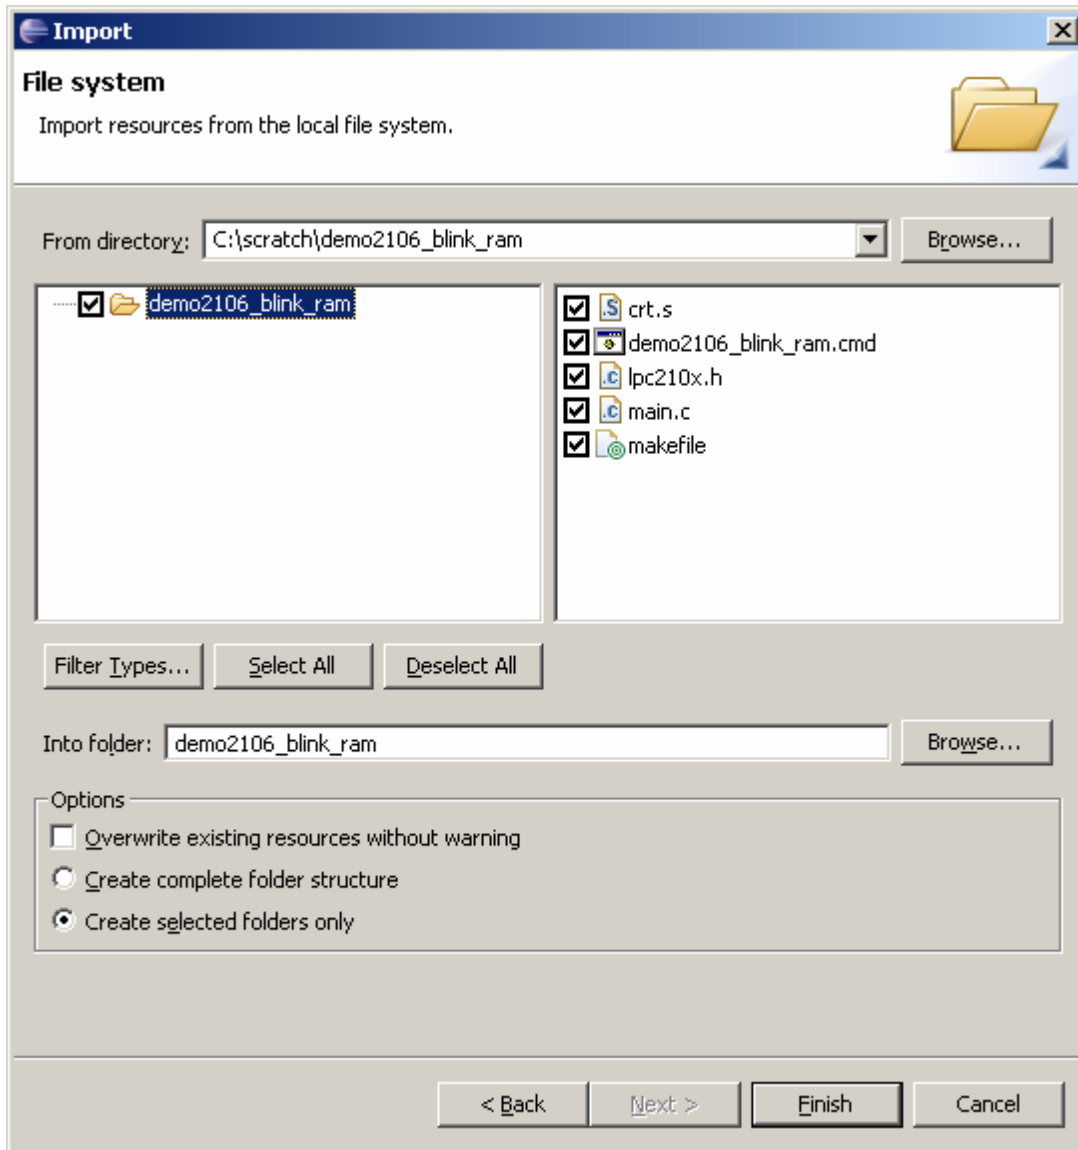 Import
File system
Import resources from the local file system.
From directory: C:\scratch\demo2106_blink_ram Browse...
demo2106_blink_ram
crt.s
demo2106_blink_ram.cmd
lpc210x.h
main.c
makefile
Filter Types... Select All Deselect All
Into folder: demo2106_blink_ram Browse...
Options
Overwrite existing resources without warning
Create complete folder structure
Create selected folders only
< Back Next > Finish Cancel